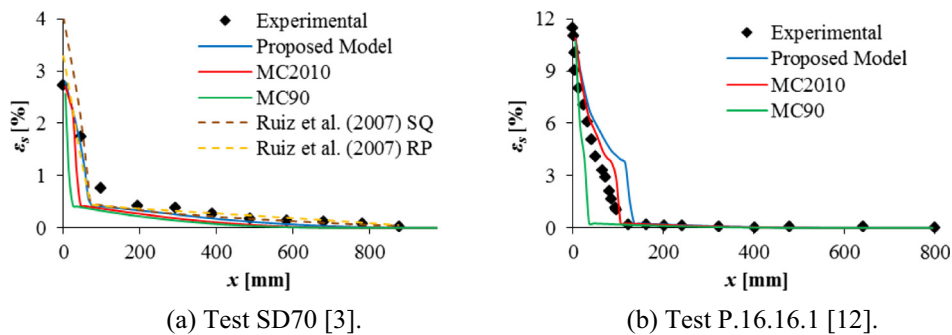 4
3
2
1
0
εs [%]
0
200
400
600
800
x [mm]
Experimental
Proposed Model
MC2010
MC90
Ruiz et al. (2007) SQ
Ruiz et al. (2007) RP
(a) Test SD70 [3].
12
9
6
3
0
εs [%]
0
200
400
600
800
x [mm]
Experimental
Proposed Model
MC2010
MC90
(b) Test P.16.16.1 [12].